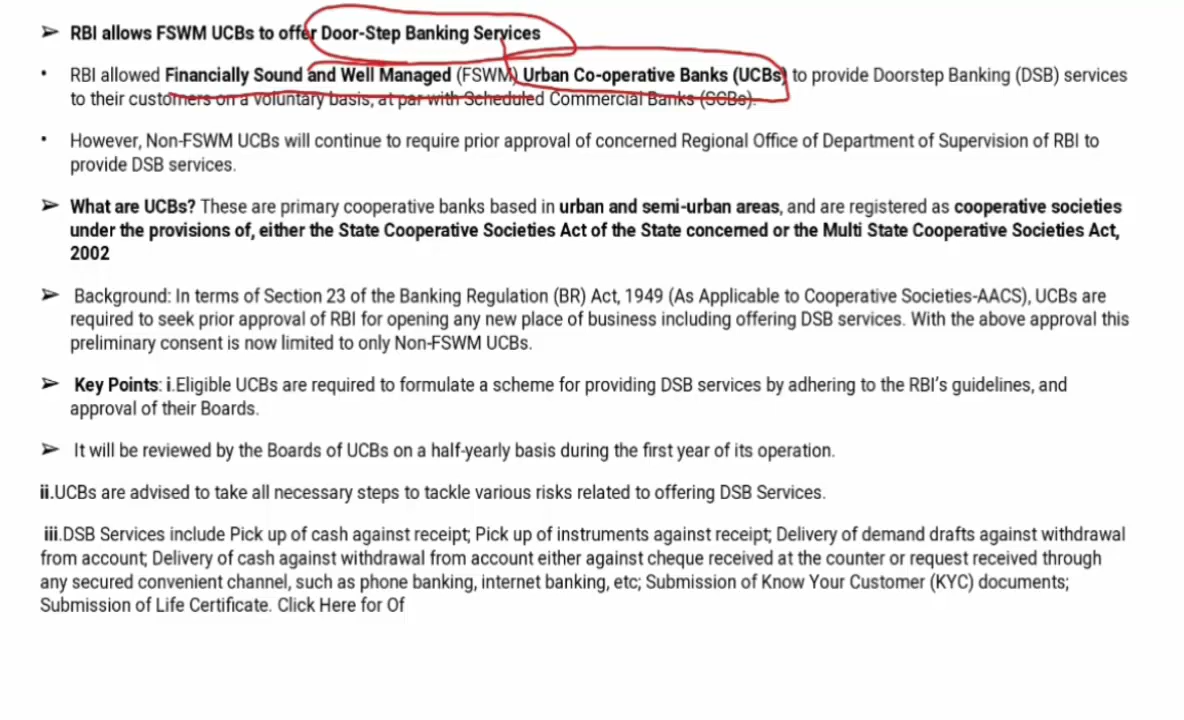 ➢ RBI allows FSWM UCBs to offer Door-Step Banking Services
• RBI allowed Financially Sound and Well Managed (FSWM) Urban Co-operative Banks (UCBs) to provide Doorstep Banking (DSB) services
to their customers on a voluntary basis, at par with Scheduled Commercial Banks (SCBs).
• However, Non-FSWM UCBs will continue to require prior approval of concerned Regional Office of Department of Supervision of RBI to
provide DSB services.
➢ What are UCBs? These are primary cooperative banks based in urban and semi-urban areas, and are registered as cooperative societies
under the provisions of, either the State Cooperative Societies Act of the State concerned or the Multi State Cooperative Societies Act,
2002
➢ Background: In terms of Section 23 of the Banking Regulation (BR) Act, 1949 (As Applicable to Cooperative Societies-AACS), UCBs are
required to seek prior approval of RBI for opening any new place of business including offering DSB services. With the above approval this
preliminary consent is now limited to only Non-FSWM UCBs.
➢ Key Points: i.Eligible UCBs are required to formulate a scheme for providing DSB services by adhering to the RBI's guidelines, and
approval of their Boards.
➢ It will be reviewed by the Boards of UCBs on a half-yearly basis during the first year of its operation.
ii.UCBs are advised to take all necessary steps to tackle various risks related to offering DSB Services.
iii.DSB Services include Pick up of cash against receipt; Pick up of instruments against receipt; Delivery of demand drafts against withdrawal
from account; Delivery of cash against withdrawal from account either against cheque received at the counter or request received through
any secured convenient channel, such as phone banking, internet banking, etc; Submission of Know Your Customer (KYC) documents;
Submission of Life Certificate. Click Here for Of